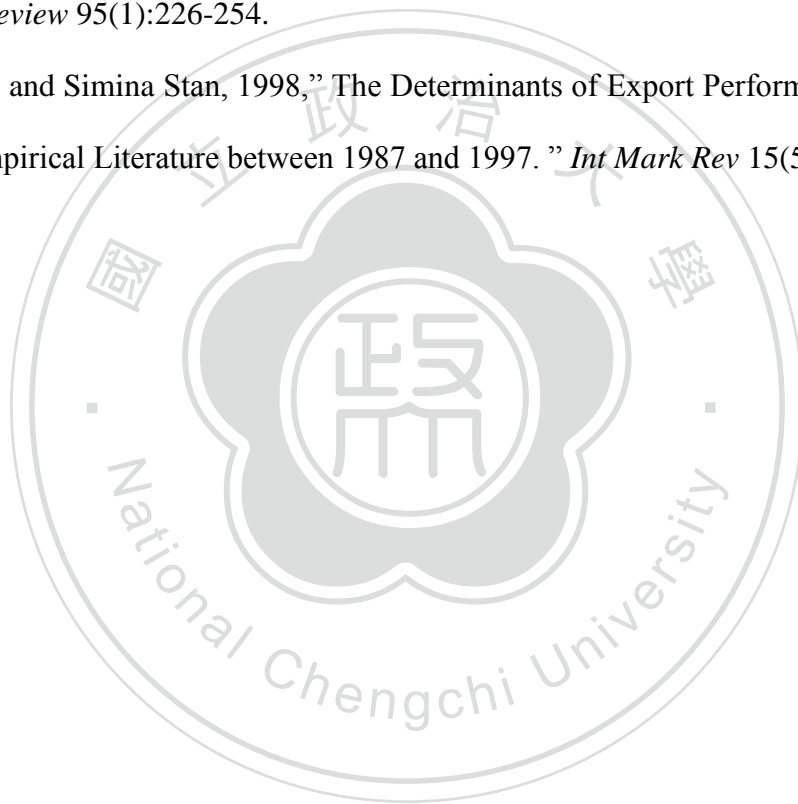 eview 95(1):226-254.
and Simina Stan, 1998,” The Determinants of Export Perform
pirical Literature between 1987 and 1997. ” Int Mark Rev 15(5
國立政治大學
政
National Chengchi University